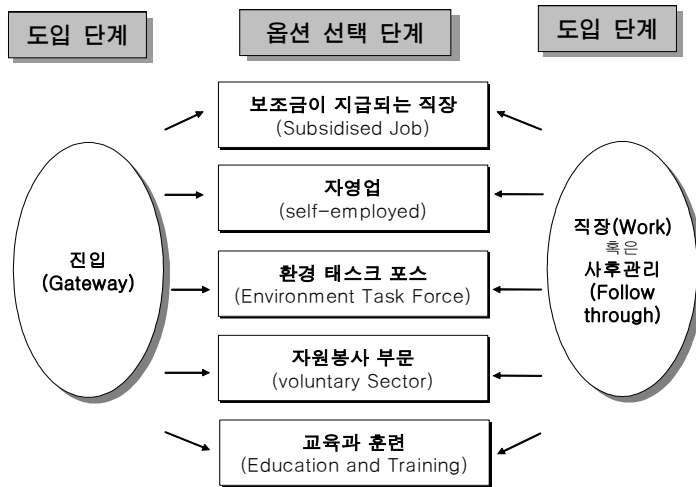 도입 단계
옵션 선택 단계
도입 단계
보조금이 지급되는 직장
(Subsidised Job)
자영업
(self-employed)
환경 태스크 포스
(Environment Task Force)
자원봉사 부문
(voluntary Sector)
교육과 훈련
(Education and Training)
진입
(Gateway)
직장(Work)
혹은
사후관리
(Follow
through)